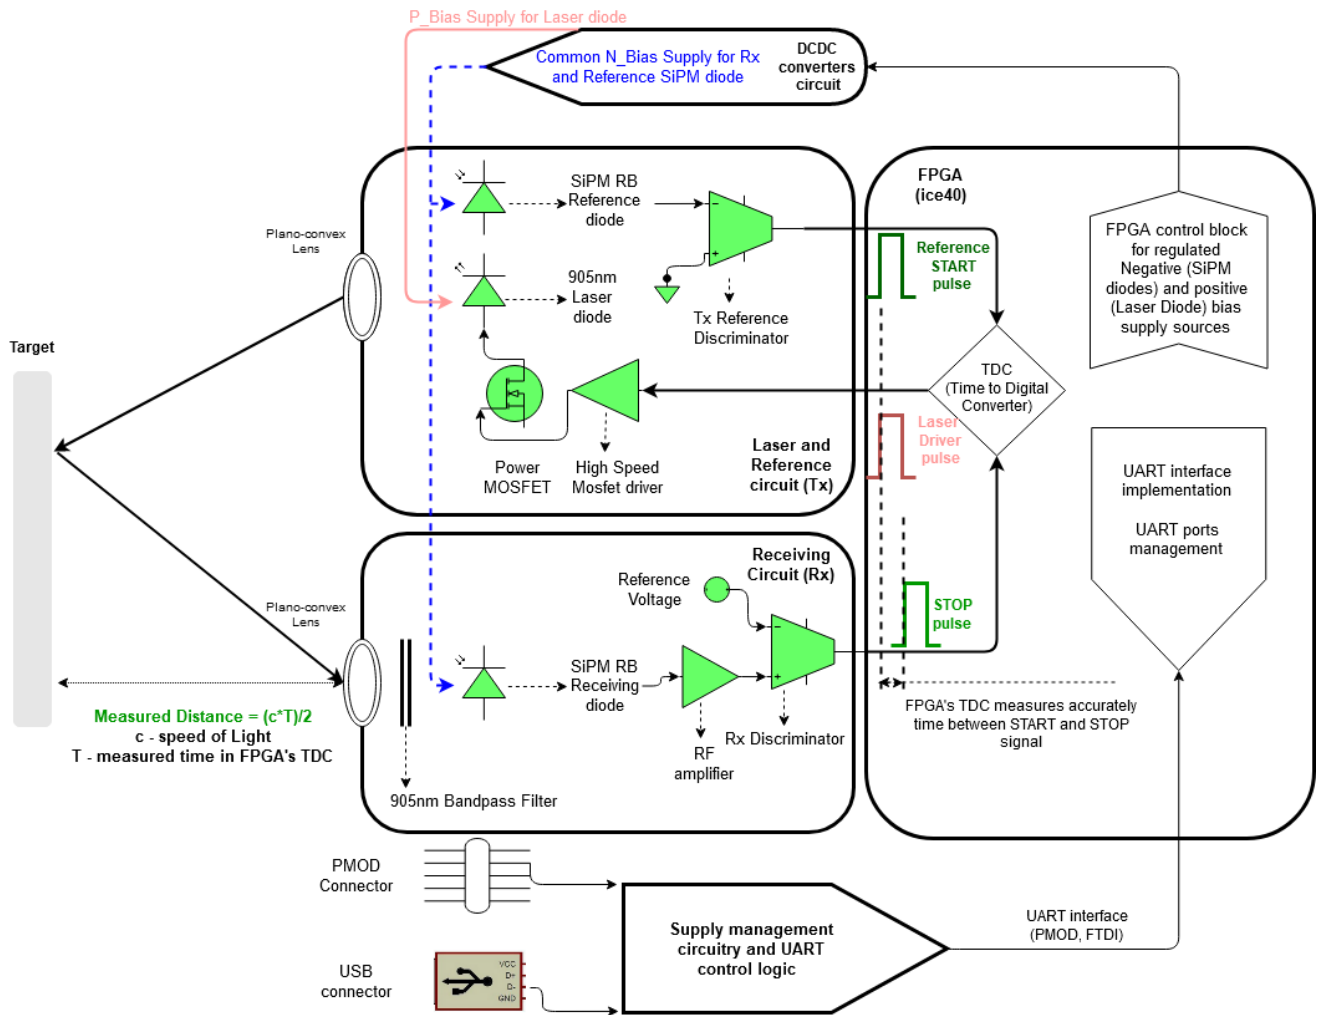 P_Bias Supply for Laser diode
Common N_Bias Supply for Rx
and Reference SiPM diode
DCDC
converters
circuit
SiPM RB
Reference
diode
905nm
Laser
diode
Tx Reference
Discriminator
Power
MOSFET
High Speed
Mosfet driver
Laser and
Reference
circuit (Tx)
Plano-convex
Lens
Target
FPGA
(ice40)
Reference
START
pulse
TDC
(Time to Digital
Converter)
Laser
Driver
pulse
STOP
pulse
FPGA's TDC measures accurately
time between START and STOP
signal
FPGA control block
for regulated
Negative (SiPM
diodes) and positive
(Laser Diode) bias
supply sources
UART interface
implementation
UART ports
management
Receiving
Circuit (Rx)
Reference
Voltage
Plano-convex
Lens
SiPM RB
Receiving
diode
RF
amplifier
Rx Discriminator
905nm Bandpass Filter
Measured Distance = (c*T)/2
c - speed of Light
T - measured time in FPGA's TDC
PMOD
Connector
USB
connector
VCC
D+
D-
GND
Supply management
circuitry and UART
control logic
UART interface
(PMOD, FTDI)